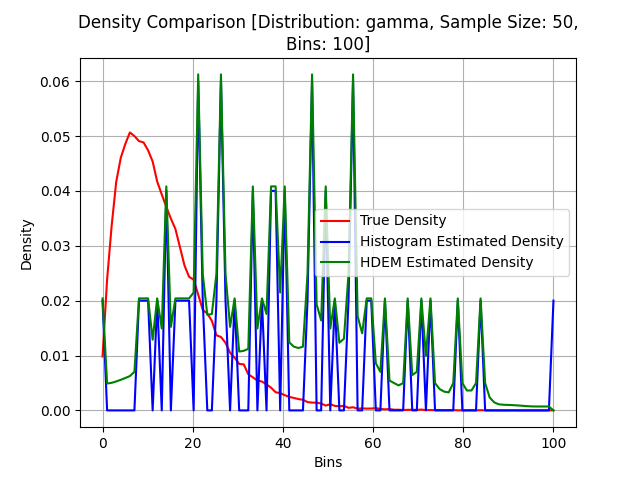 Density Comparison [Distribution: gamma, Sample Size: 50,
Bins: 100]
Density
0.06
0.05
0.04
0.03
0.02
0.01
0.00
True Density
Histogram Estimated Density
HDEM Estimated Density
0 20 40 60 80 100
Bins